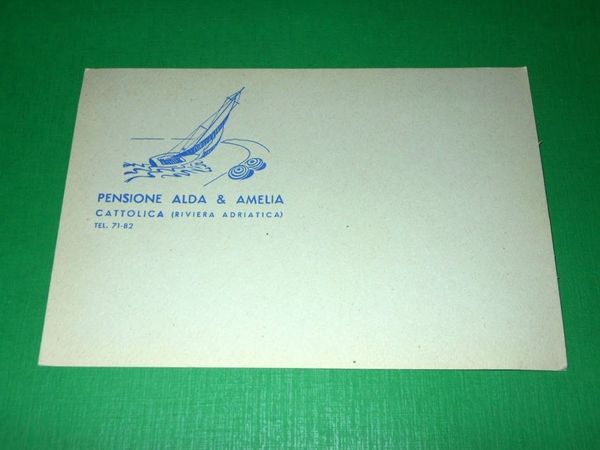 PENSIONE ALDA & AMELIA
CATTOLICA (RIVIERA ADRIATICA)
TEL. 71-82